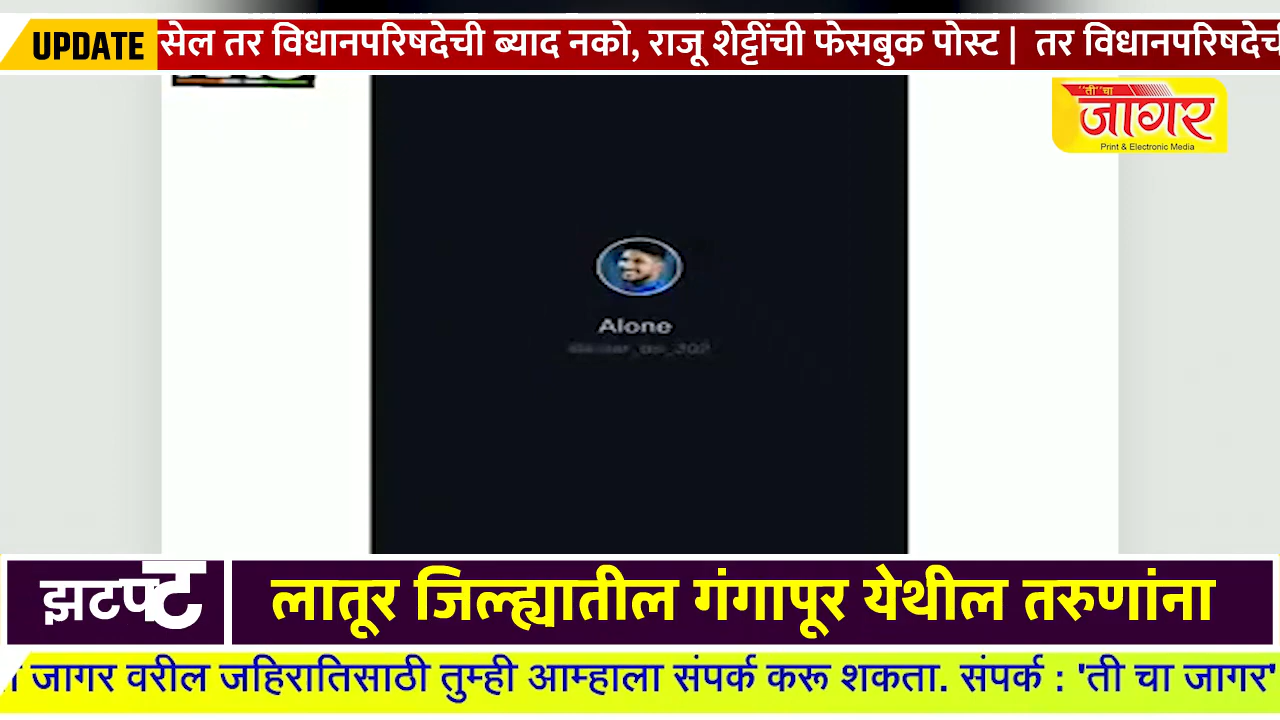 UPDATE
सेल तर विधानपरिषदेची ब्याद नको, राजू शेट्टींची फेसबुक पोस्ट | तर विधानपरिषदेच
"ती" चा
जागर
Print & Electronic Media
Alone
झटपट
लातूर जिल्ह्यातील गंगापूर येथील तरुणांना
जागर वरील जहिरातिसाठी तुम्ही आम्हाला संपर्क करू शकता. संपर्क : 'ती चा जागर'